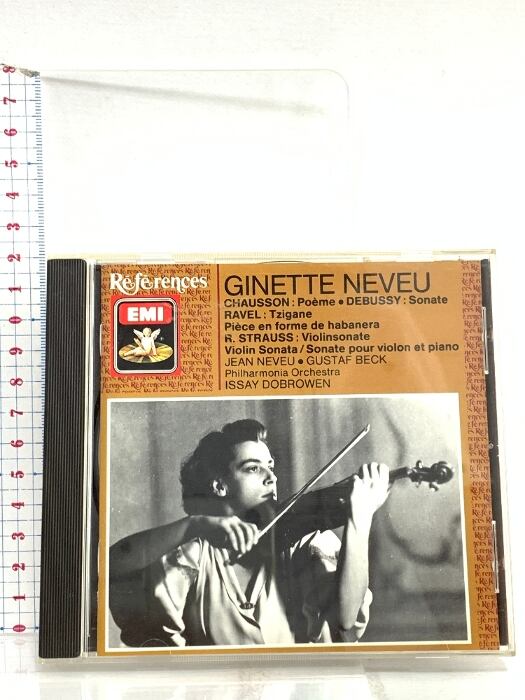 Références
EMI
GINETTE NEVEU
CHAUSSON : Poème • DEBUSSY : Sonate
RAVEL : Tzigane
Pièce en forme de habanera
R. STRAUSS : Violinsonate
Violin Sonata / Sonate pour violon et piano
JEAN NEVEU • GUSTAF BECK
Philharmonia Orchestra
ISSAY DOBROWEN